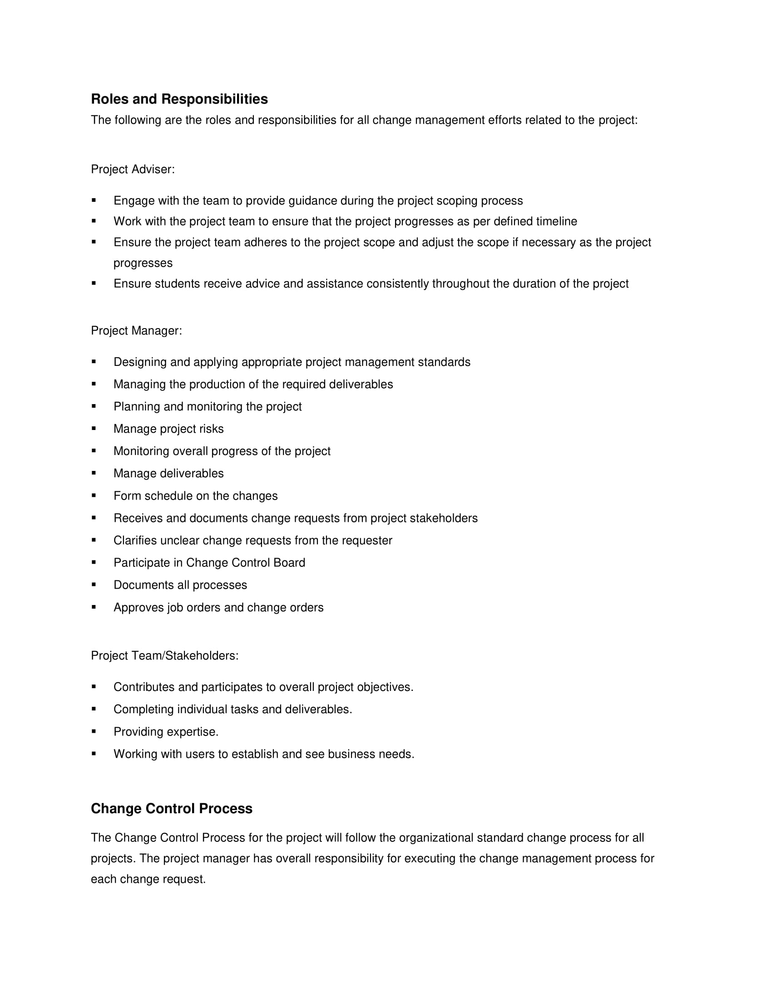 Roles and Responsibilities
The following are the roles and responsibilities for all change management efforts related to the project:
Project Adviser:
▪ Engage with the team to provide guidance during the project scoping process
▪ Work with the project team to ensure that the project progresses as per defined timeline
▪ Ensure the project team adheres to the project scope and adjust the scope if necessary as the project
progresses
▪ Ensure students receive advice and assistance consistently throughout the duration of the project
Project Manager:
▪ Designing and applying appropriate project management standards
▪ Managing the production of the required deliverables
▪ Planning and monitoring the project
▪ Manage project risks
▪ Monitoring overall progress of the project
▪ Manage deliverables
▪ Form schedule on the changes
▪ Receives and documents change requests from project stakeholders
▪ Clarifies unclear change requests from the requester
▪ Participate in Change Control Board
▪ Documents all processes
▪ Approves job orders and change orders
Project Team/Stakeholders:
▪ Contributes and participates to overall project objectives.
▪ Completing individual tasks and deliverables.
▪ Providing expertise.
▪ Working with users to establish and see business needs.
Change Control Process
The Change Control Process for the project will follow the organizational standard change process for all
projects. The project manager has overall responsibility for executing the change management process for
each change request.